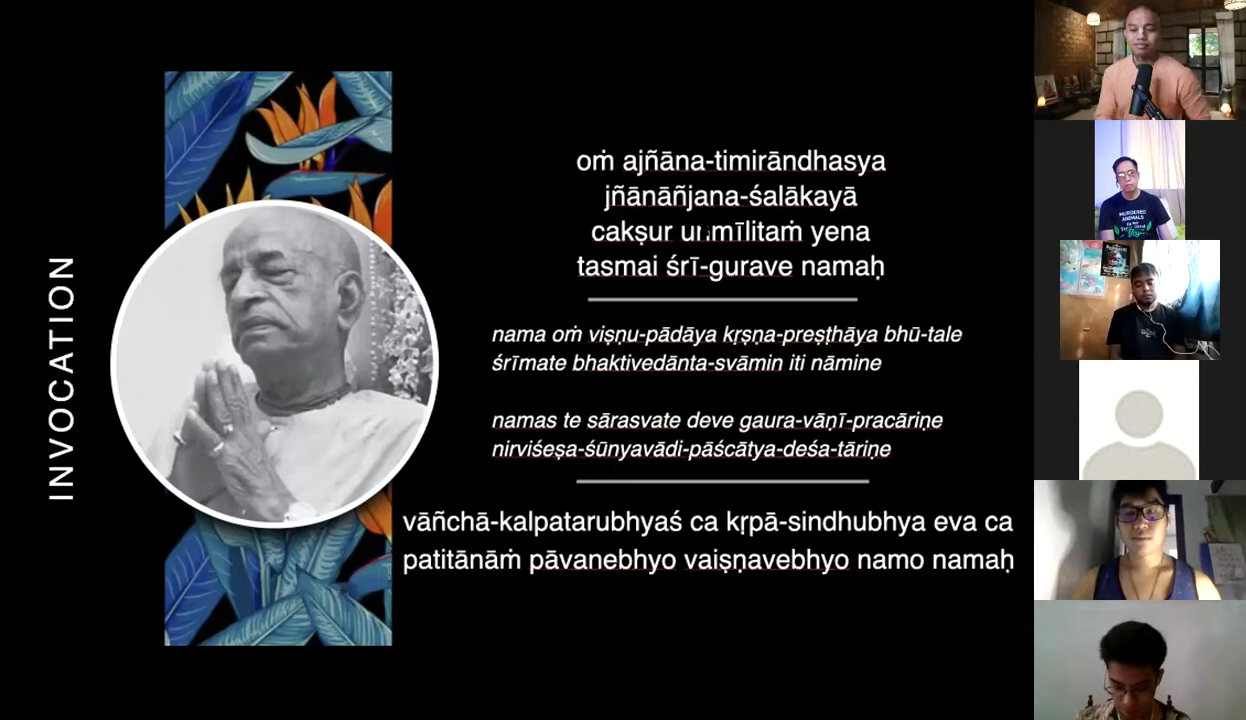 INVOCATION
oṁ ajñāna-timirāndhasya
jñānāñjana-śalākayā
cakṣur unmīlitaṁ yena
tasmai śrī-gurave namaḥ
nama oṁ viṣṇu-pādāya kṛṣṇa-preṣṭhāya bhū-tale
śrīmate bhaktivedānta-svāmin iti nāmine
namas te sārasvate deve gaura-vāṇī-pracāriṇe
nirviśeṣa-śūnyavādi-pāścātya-deśa-tāriṇe
vāñchā-kalpatarubhyaś ca kṛpā-sindhubhya eva ca
patitānāṁ pāvanebhyo vaiṣṇavebhyo namo namaḥ
MURDERED
ANIMALS